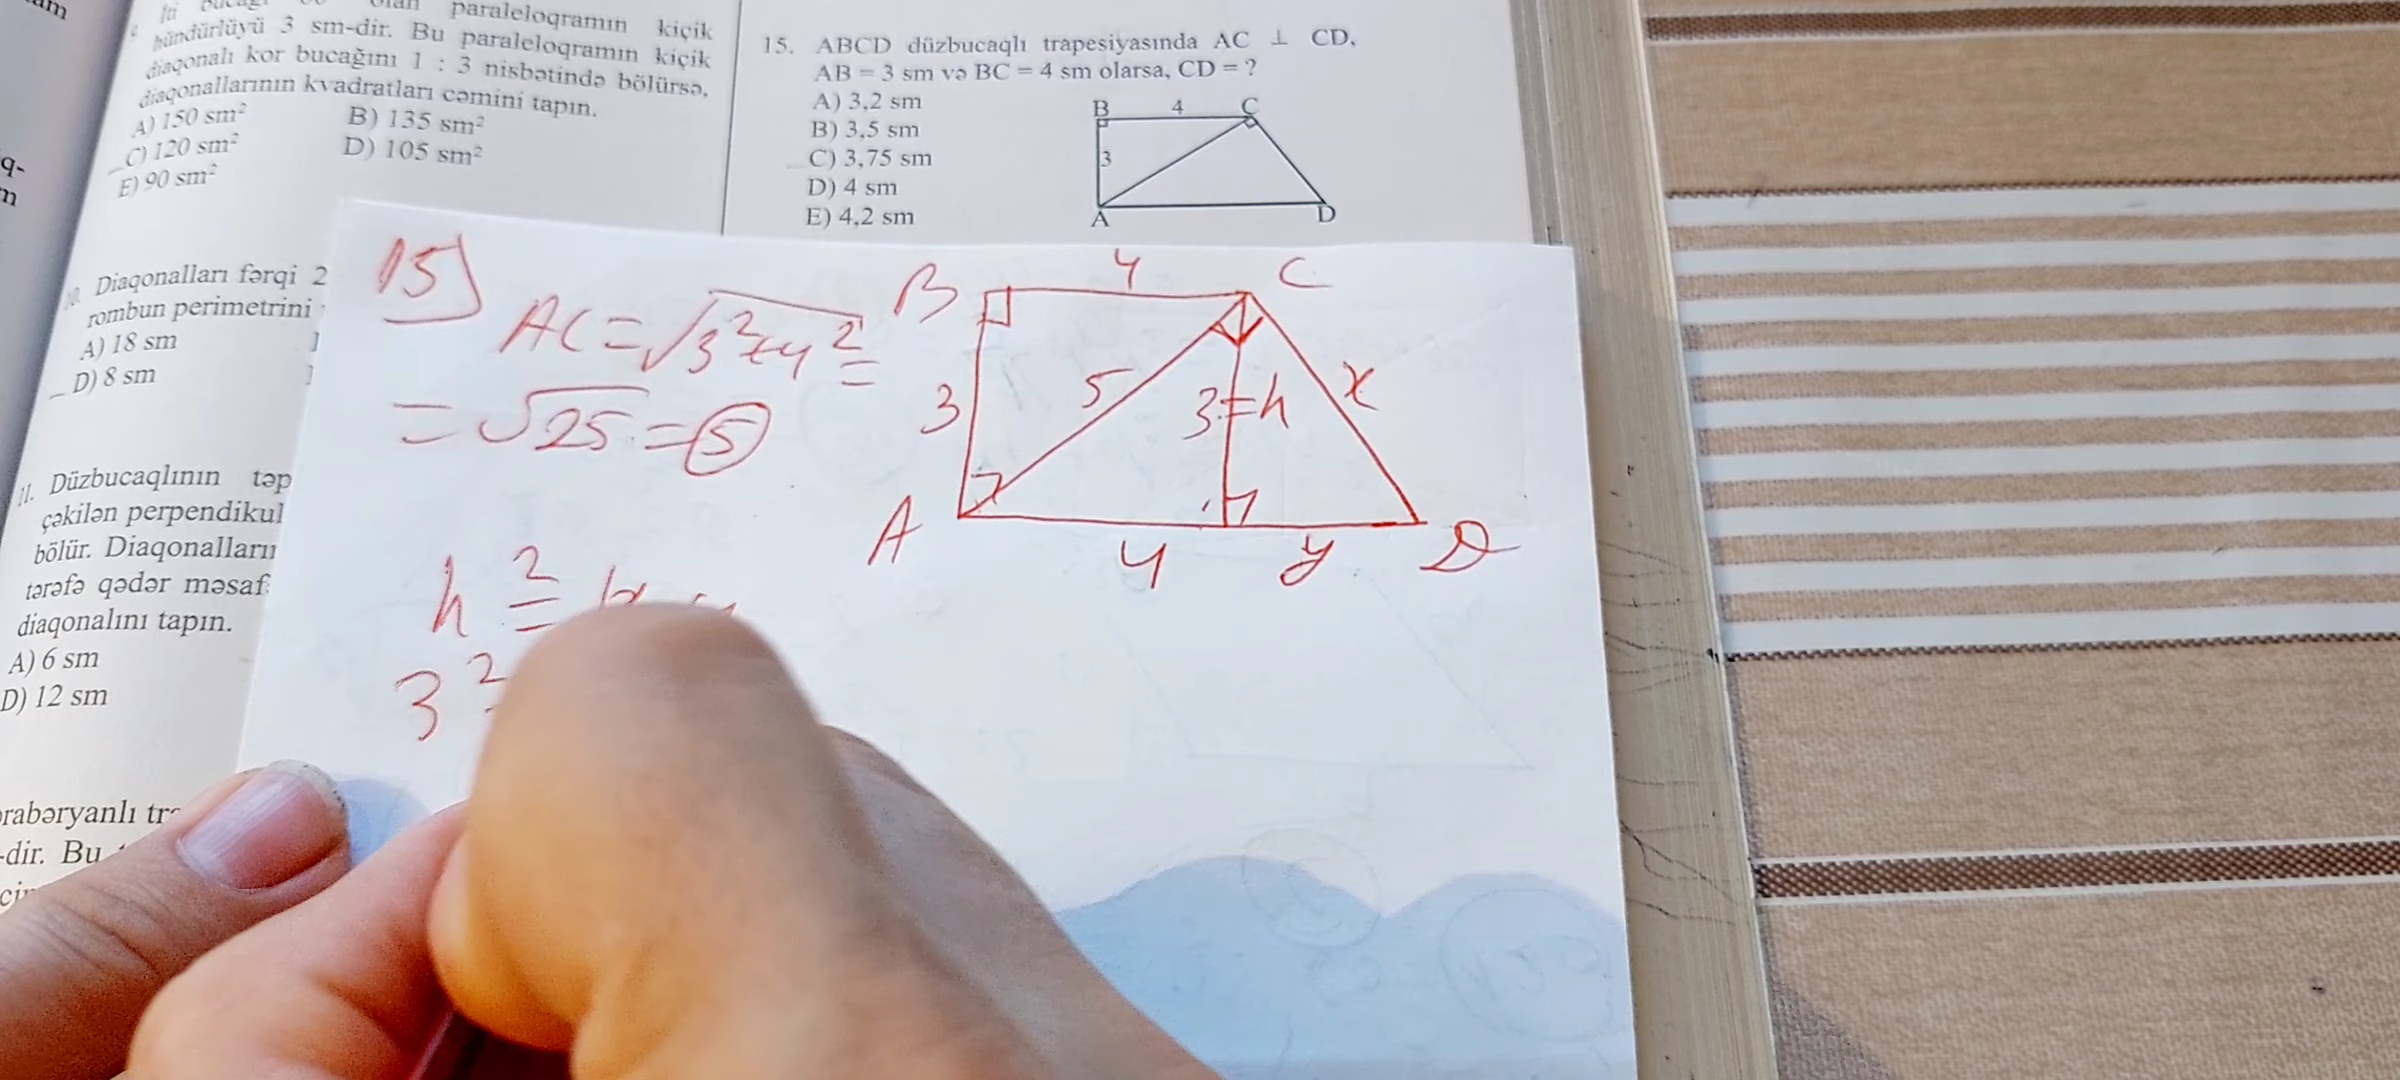 paraleloqramın kiçik
hündürlüyü 3 sm-dir. Bu paraleloqramın kiçik
diaqonalı kor bucağını 1 : 3 nisbətində bölürsə,
diaqonallarının kvadratları cəmini tapın.
A) 150 sm² B) 135 sm²
C) 120 sm² D) 105 sm²
E) 90 sm²
10. Diaqonalları fərqi 2
rombun perimetrini
A) 18 sm
D) 8 sm
11. Düzbucaqlının təp
çəkilən perpendikul
bölür. Diaqonalların
tərəfə qədər məsaf
diaqonalını tapın.
A) 6 sm
D) 12 sm
-dir. Bu
15. ABCD düzbucaqlı trapesiyasında AC ⊥ CD,
AB = 3 sm və BC = 4 sm olarsa, CD = ?
A) 3,2 sm
B) 3,5 sm
C) 3,75 sm
D) 4 sm
E) 4,2 sm
B 4 C
3
A D
15)
AC = √3²+4² =
= √25 = 5
h² =
3²
B 4 C
3 5 3=h x
A 4 y D